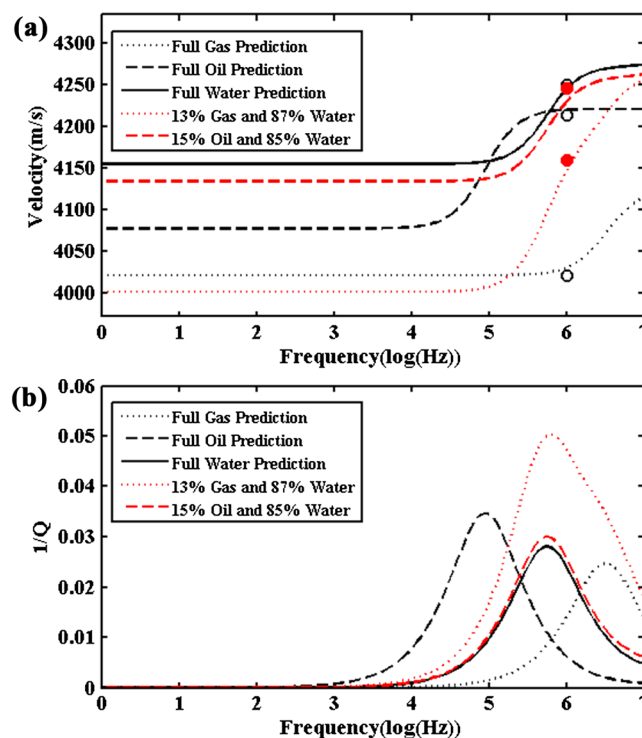 (a)
4300
4250
4200
4150
4100
4050
4000
Velocity(m/s)
Full Gas Prediction
Full Oil Prediction
Full Water Prediction
13% Gas and 87% Water
15% Oil and 85% Water
0 1 2 3 4 5 6 7
Frequency(log(Hz))
(b)
0.06
0.05
0.04
0.03
0.02
0.01
0
1/Q
Full Gas Prediction
Full Oil Prediction
Full Water Prediction
13% Gas and 87% Water
15% Oil and 85% Water
0 1 2 3 4 5 6 7
Frequency(log(Hz))